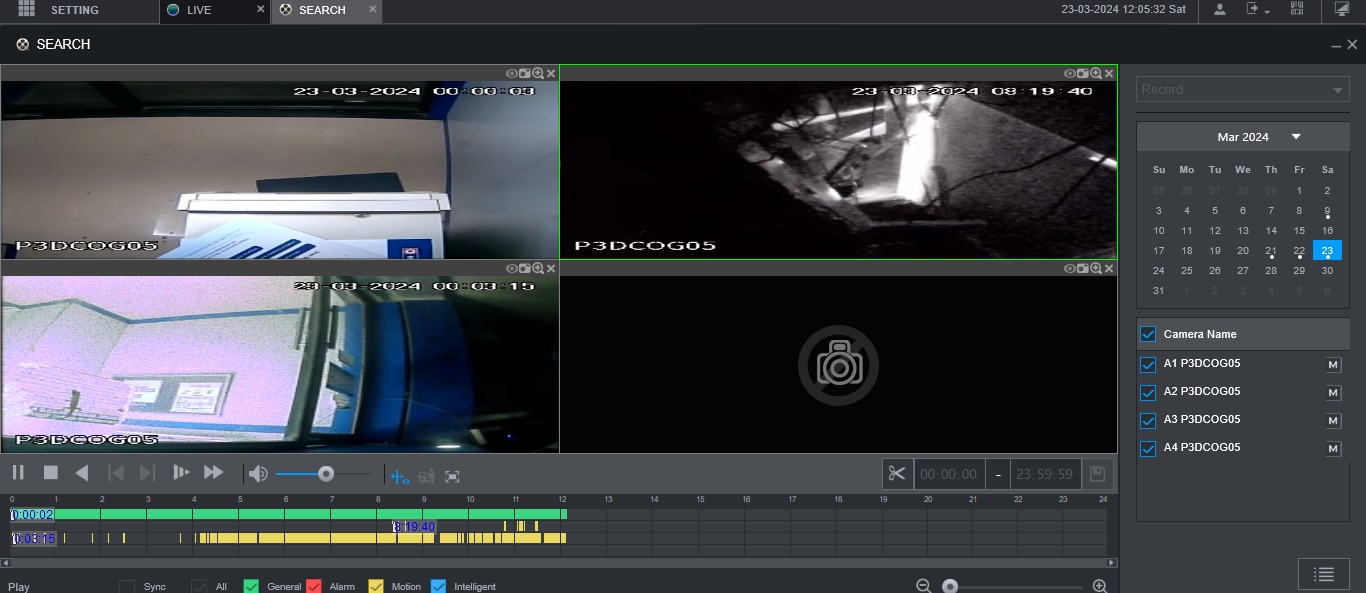 SETTING LIVE SEARCH 23-03-2024 12:05:32 Sat
SEARCH
23-03-2024 00:00:03
P3DCOG05
23-03-2024 08:19:40
P3DCOG05
23-03-2024 00:03:15
P3DCOG05
Record
Mar 2024
Su Mo Tu We Th Fr Sa
25 26 27 28 29 1 2
3 4 5 6 7 8 9
10 11 12 13 14 15 16
17 18 19 20 21 22 23
24 25 26 27 28 29 30
31 1 2 3 4 5 6
Camera Name
A1 P3DCOG05 M
A2 P3DCOG05 M
A3 P3DCOG05 M
A4 P3DCOG05 M
00:00:00 - 23:59:59
0 1 2 3 4 5 6 7 8 9 10 11 12 13 14 15 16 17 18 19 20 21 22 23 24
0:00:02
8:19:40
0:03:15
Play Sync All General Alarm Motion Intelligent